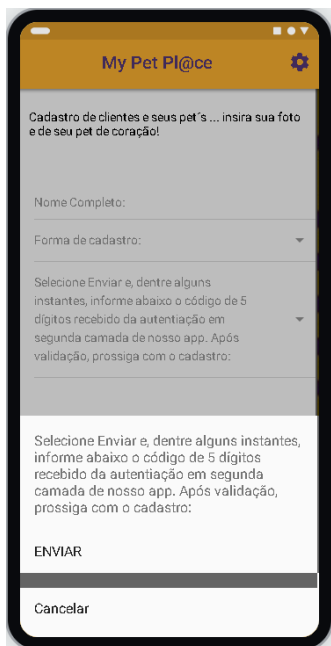 My Pet Pl@ce
Cadastro de clientes e seus pet´s ... insira sua foto
e de seu pet de coração!
Nome Completo:
Forma de cadastro:
Selecione Enviar e, dentre alguns
instantes, informe abaixo o código de 5
dígitos recebido da autentiação em
segunda camada de nosso app. Após
validação, prossiga com o cadastro:
Selecione Enviar e, dentre alguns instantes,
informe abaixo o código de 5 dígitos
recebido da autentiação em segunda
camada de nosso app. Após validação,
prossiga com o cadastro:
ENVIAR
Cancelar